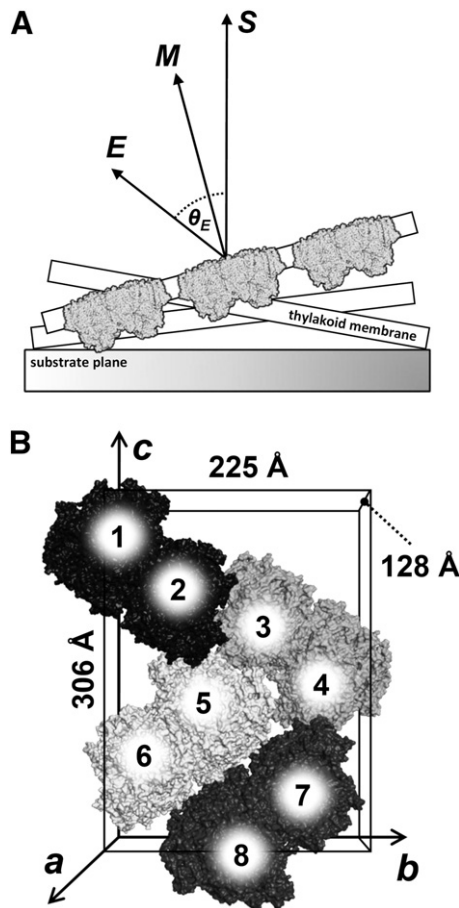 A
S
M
E
θE
thylakoid membrane
substrate plane
B
c
225 Å
128 Å
306 Å
1
2
3
4
5
6
7
8
a
b